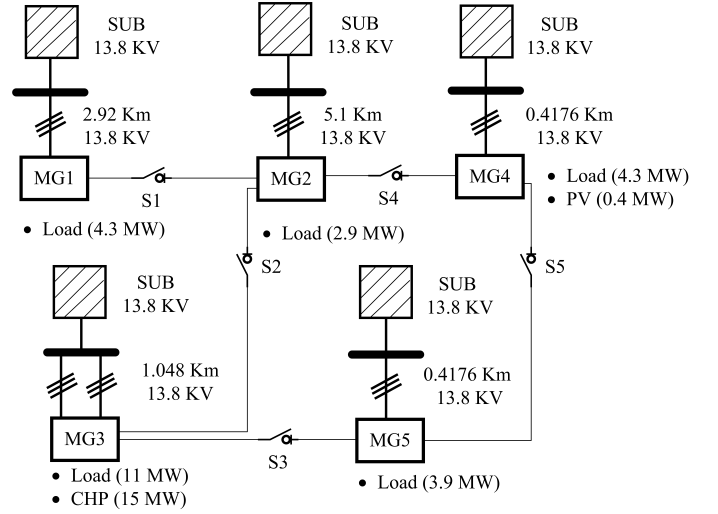 SUB
13.8 KV
SUB
13.8 KV
SUB
13.8 KV
2.92 Km
13.8 KV
5.1 Km
13.8 KV
0.4176 Km
13.8 KV
MG1
S1
MG2
S4
MG4
• Load (4.3 MW)
• PV (0.4 MW)
• Load (4.3 MW)
• Load (2.9 MW)
S2
S5
SUB
13.8 KV
SUB
13.8 KV
1.048 Km
13.8 KV
0.4176 Km
13.8 KV
MG3
S3
MG5
• Load (11 MW)
• CHP (15 MW)
• Load (3.9 MW)